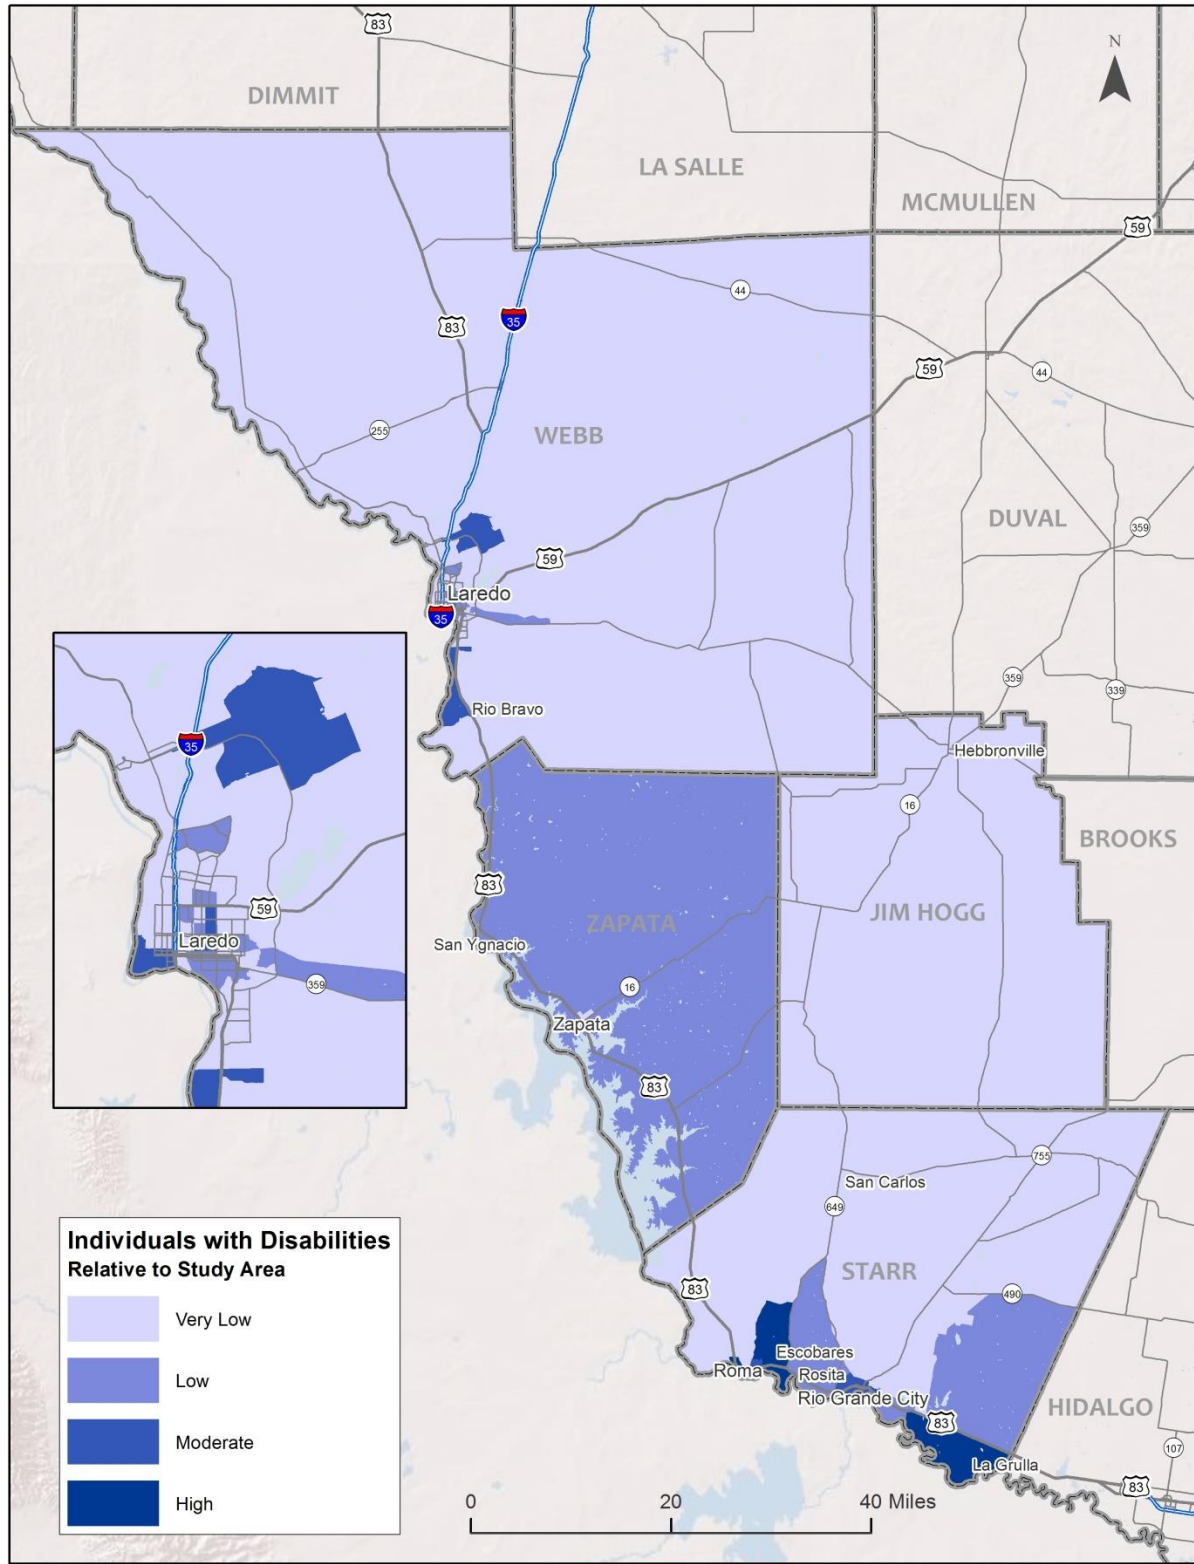 83
N
DIMMIT
LA SALLE
MCMULLEN
59
44
83
35
59
44
255
WEBB
DUVAL
359
59
Laredo
35
359
339
Rio Bravo
Hebbronville
16
BROOKS
83
JIM HOGG
ZAPATA
San Ygnacio
16
Zapata
83
755
San Carlos
649
STARR
83
490
Escobares
Roma
Rosita
Rio Grande City
HIDALGO
83
107
La Grulla
83
35
59
Laredo
359
Individuals with Disabilities
Relative to Study Area
Very Low
Low
Moderate
High
0 20 40 Miles